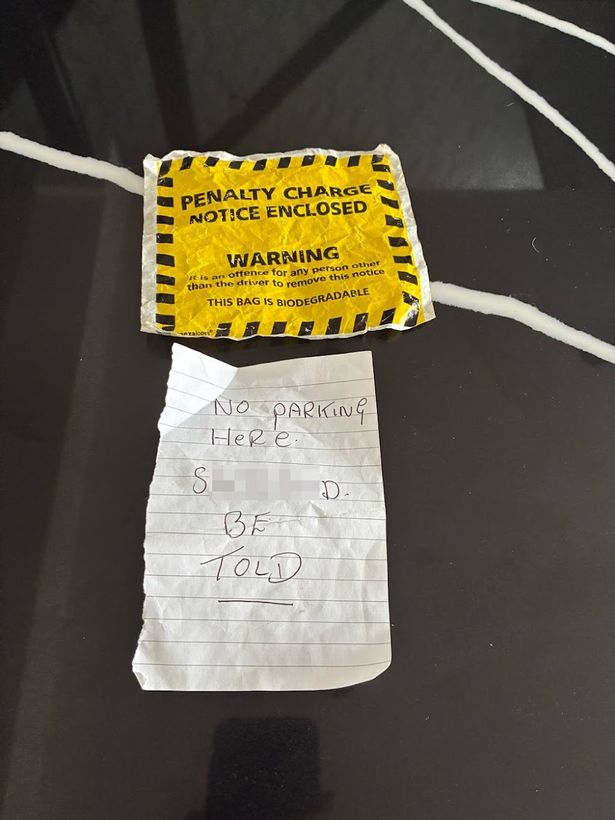 PENALTY CHARGE
NOTICE ENCLOSED
WARNING
It is an offence for any person other
than the driver to remove this notice
THIS BAG IS BIODEGRADABLE
NO PARKING
HERE.
S D.
BE
TOLD